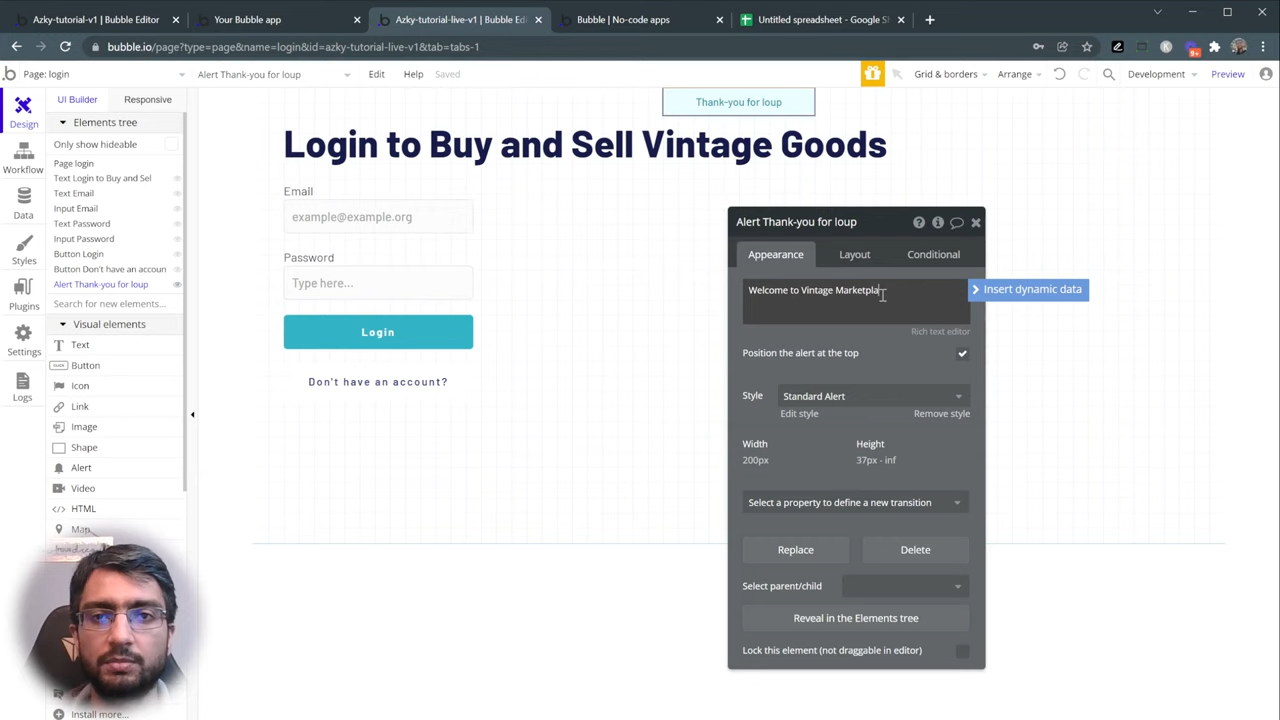 Azky-tutorial-v1 | Bubble Editor
Your Bubble app
Azky-tutorial-live-v1 | Bubble Edi
Bubble | No-code apps
Untitled spreadsheet - Google Sh
bubble.io/page?type=page&name=login&id=azky-tutorial-live-v1&tab=tabs-1
9+
Page: login
Alert Thank-you for loup
Edit
Help
Saved
Grid & borders
Arrange
Development
Preview
Design
Workflow
Data
Styles
Plugins
Settings
Logs
UI Builder
Responsive
Elements tree
Only show hideable
Page login
Text Login to Buy and Sel
Text Email
Input Email
Text Password
Input Password
Button Login
Button Don't have an accoun
Alert Thank-you for loup
Search for new elements...
Visual elements
Text
Button
Icon
Link
Image
Shape
Alert
Video
</> HTML
Map
Install more...
Thank-you for loup
Login to Buy and Sell Vintage Goods
Email
example@example.org
Password
Type here...
Login
Don't have an account?
Alert Thank-you for loup
Appearance
Layout
Conditional
Welcome to Vintage Marketpla
Insert dynamic data
Rich text editor
Position the alert at the top
Style
Standard Alert
Edit style
Remove style
Width
Height
200px
37px - inf
Select a property to define a new transition
Replace
Delete
Select parent/child
Reveal in the Elements tree
Lock this element (not draggable in editor)